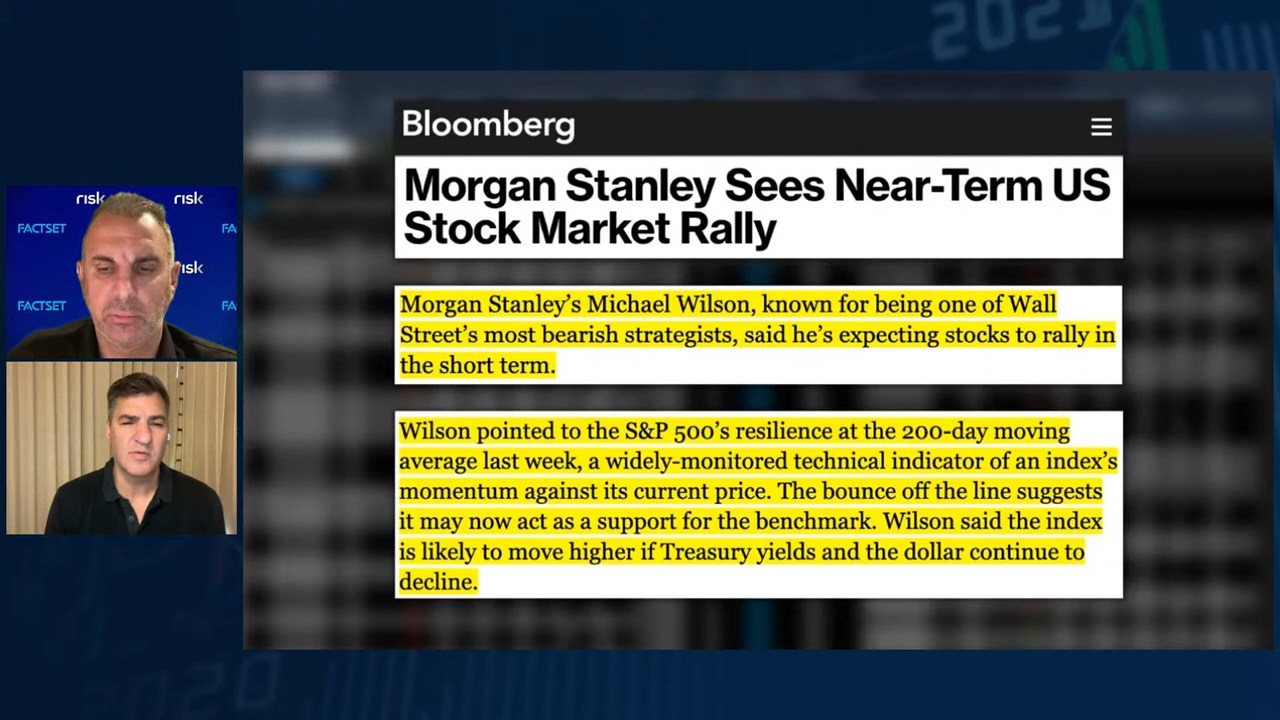 2021
Bloomberg
Morgan Stanley Sees Near-Term US
Stock Market Rally
risk
risk
FACTSET
FA
isk
FACTSET
FA
Morgan Stanley’s Michael Wilson, known for being one of Wall
Street’s most bearish strategists, said he’s expecting stocks to rally in
the short term.
Wilson pointed to the S&P 500’s resilience at the 200-day moving
average last week, a widely-monitored technical indicator of an index’s
momentum against its current price. The bounce off the line suggests
it may now act as a support for the benchmark. Wilson said the index
is likely to move higher if Treasury yields and the dollar continue to
decline.
2020